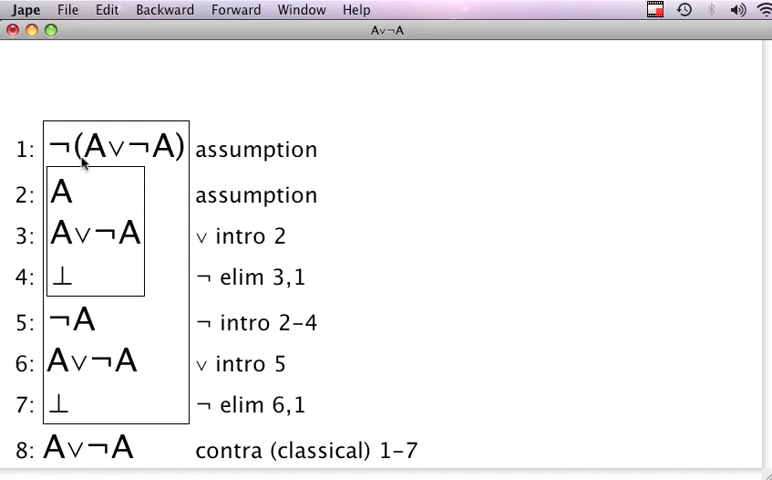 Jape File Edit Backward Forward Window Help
A∨¬A
1: ¬(A∨¬A) assumption
2: A assumption
3: A∨¬A ∨ intro 2
4: ⊥ ¬ elim 3,1
5: ¬A ¬ intro 2-4
6: A∨¬A ∨ intro 5
7: ⊥ ¬ elim 6,1
8: A∨¬A contra (classical) 1-7